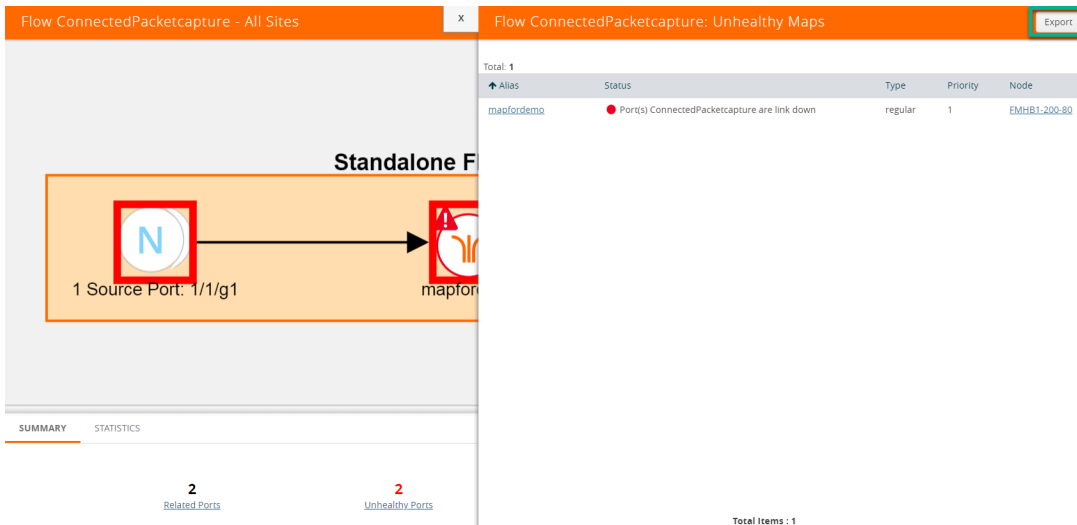 Flow ConnectedPacketcapture - All Sites
X
Standalone F
N
1 Source Port: 1/1/g1
mapfor
SUMMARY STATISTICS
2
Related Ports
2
Unhealthy Ports
Flow ConnectedPacketcapture: Unhealthy Maps
Export
Total: 1
Alias Status Type Priority Node
mapfordemo Port(s) ConnectedPacketcapture are link down regular 1 FMHB1-200-80
Total Items : 1